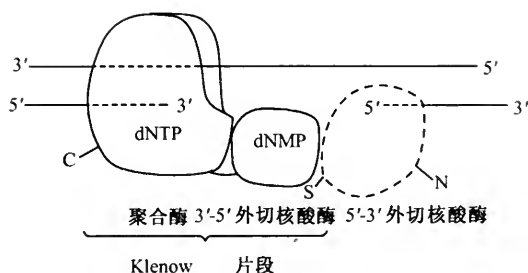 3′ 5′
5′ 3′ 5′ 3′
dNTP dNMP
C S N
聚合酶 3′-5′ 外切核酸酶 5′-3′ 外切核酸酶
Klenow 片段